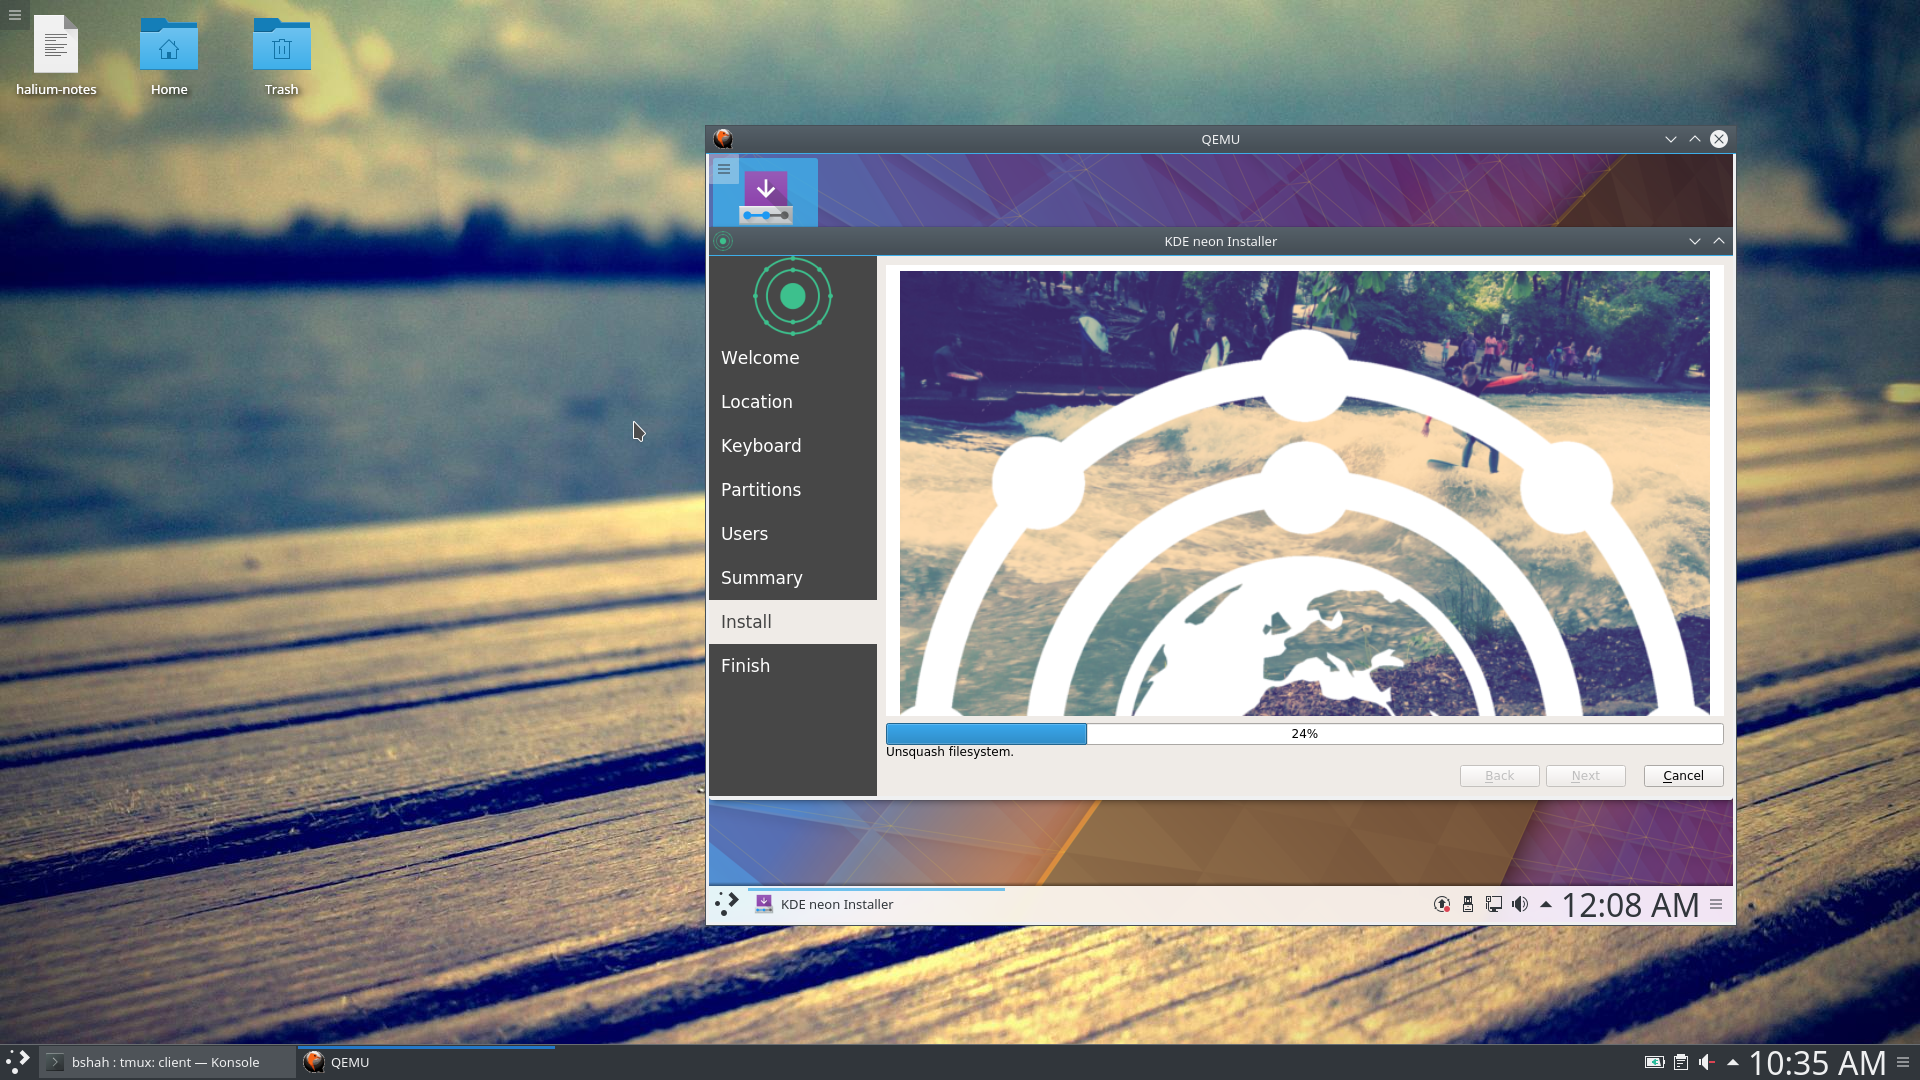 halium-notes
Home
Trash
QEMU
KDE neon Installer
Welcome
Location
Keyboard
Partitions
Users
Summary
Install
Finish
24%
Unsquash filesystem.
Back
Next
Cancel
KDE neon Installer
12:08 AM
bshah : tmux: client — Konsole
QEMU
10:35 AM